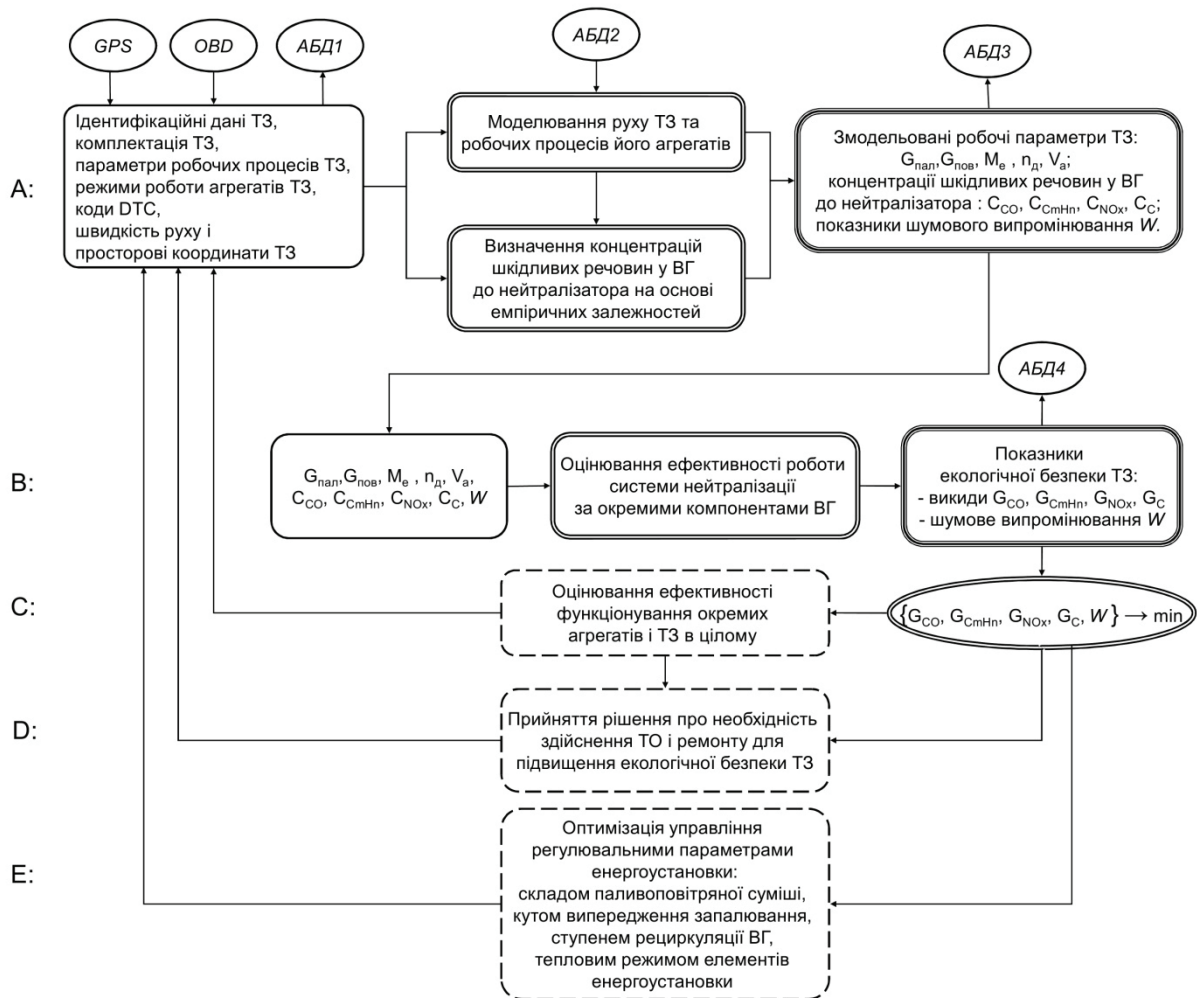 GPS
OBD
АБД1
АБД2
АБД3
A:
Ідентифікаційні дані ТЗ,
комплектація ТЗ,
параметри робочих процесів ТЗ,
режими роботи агрегатів ТЗ,
коди DTC,
швидкість руху і
просторові координати ТЗ
Моделювання руху ТЗ та
робочих процесів його агрегатів
Визначення концентрацій
шкідливих речовин у ВГ
до нейтралізатора на основі
емпіричних залежностей
Змодельовані робочі параметри ТЗ:
Gпал,Gпов, Mе , nд, Vа;
концентрації шкідливих речовин у ВГ
до нейтралізатора : CCO, CCmHn, CNOx, CC;
показники шумового випромінювання W.
АБД4
B:
Gпал,Gпов, Mе , nд, Vа,
CCO, CCmHn, CNOx, CC, W
Оцінювання ефективності роботи
системи нейтралізації
за окремими компонентами ВГ
Показники
екологічної безпеки ТЗ:
- викиди GCO, GCmHn, GNOx, GC
- шумове випромінювання W
C:
Оцінювання ефективності
функціонування окремих
агрегатів і ТЗ в цілому
{GCO, GCmHn, GNOx, GC, W } → min
D:
Прийняття рішення про необхідність
здійснення ТО і ремонту для
підвищення екологічної безпеки ТЗ
E:
Оптимізація управління
регулювальними параметрами
енергоустановки:
складом паливоповітряної суміші,
кутом випередження запалювання,
ступенем рециркуляції ВГ,
тепловим режимом елементів
енергоустановки